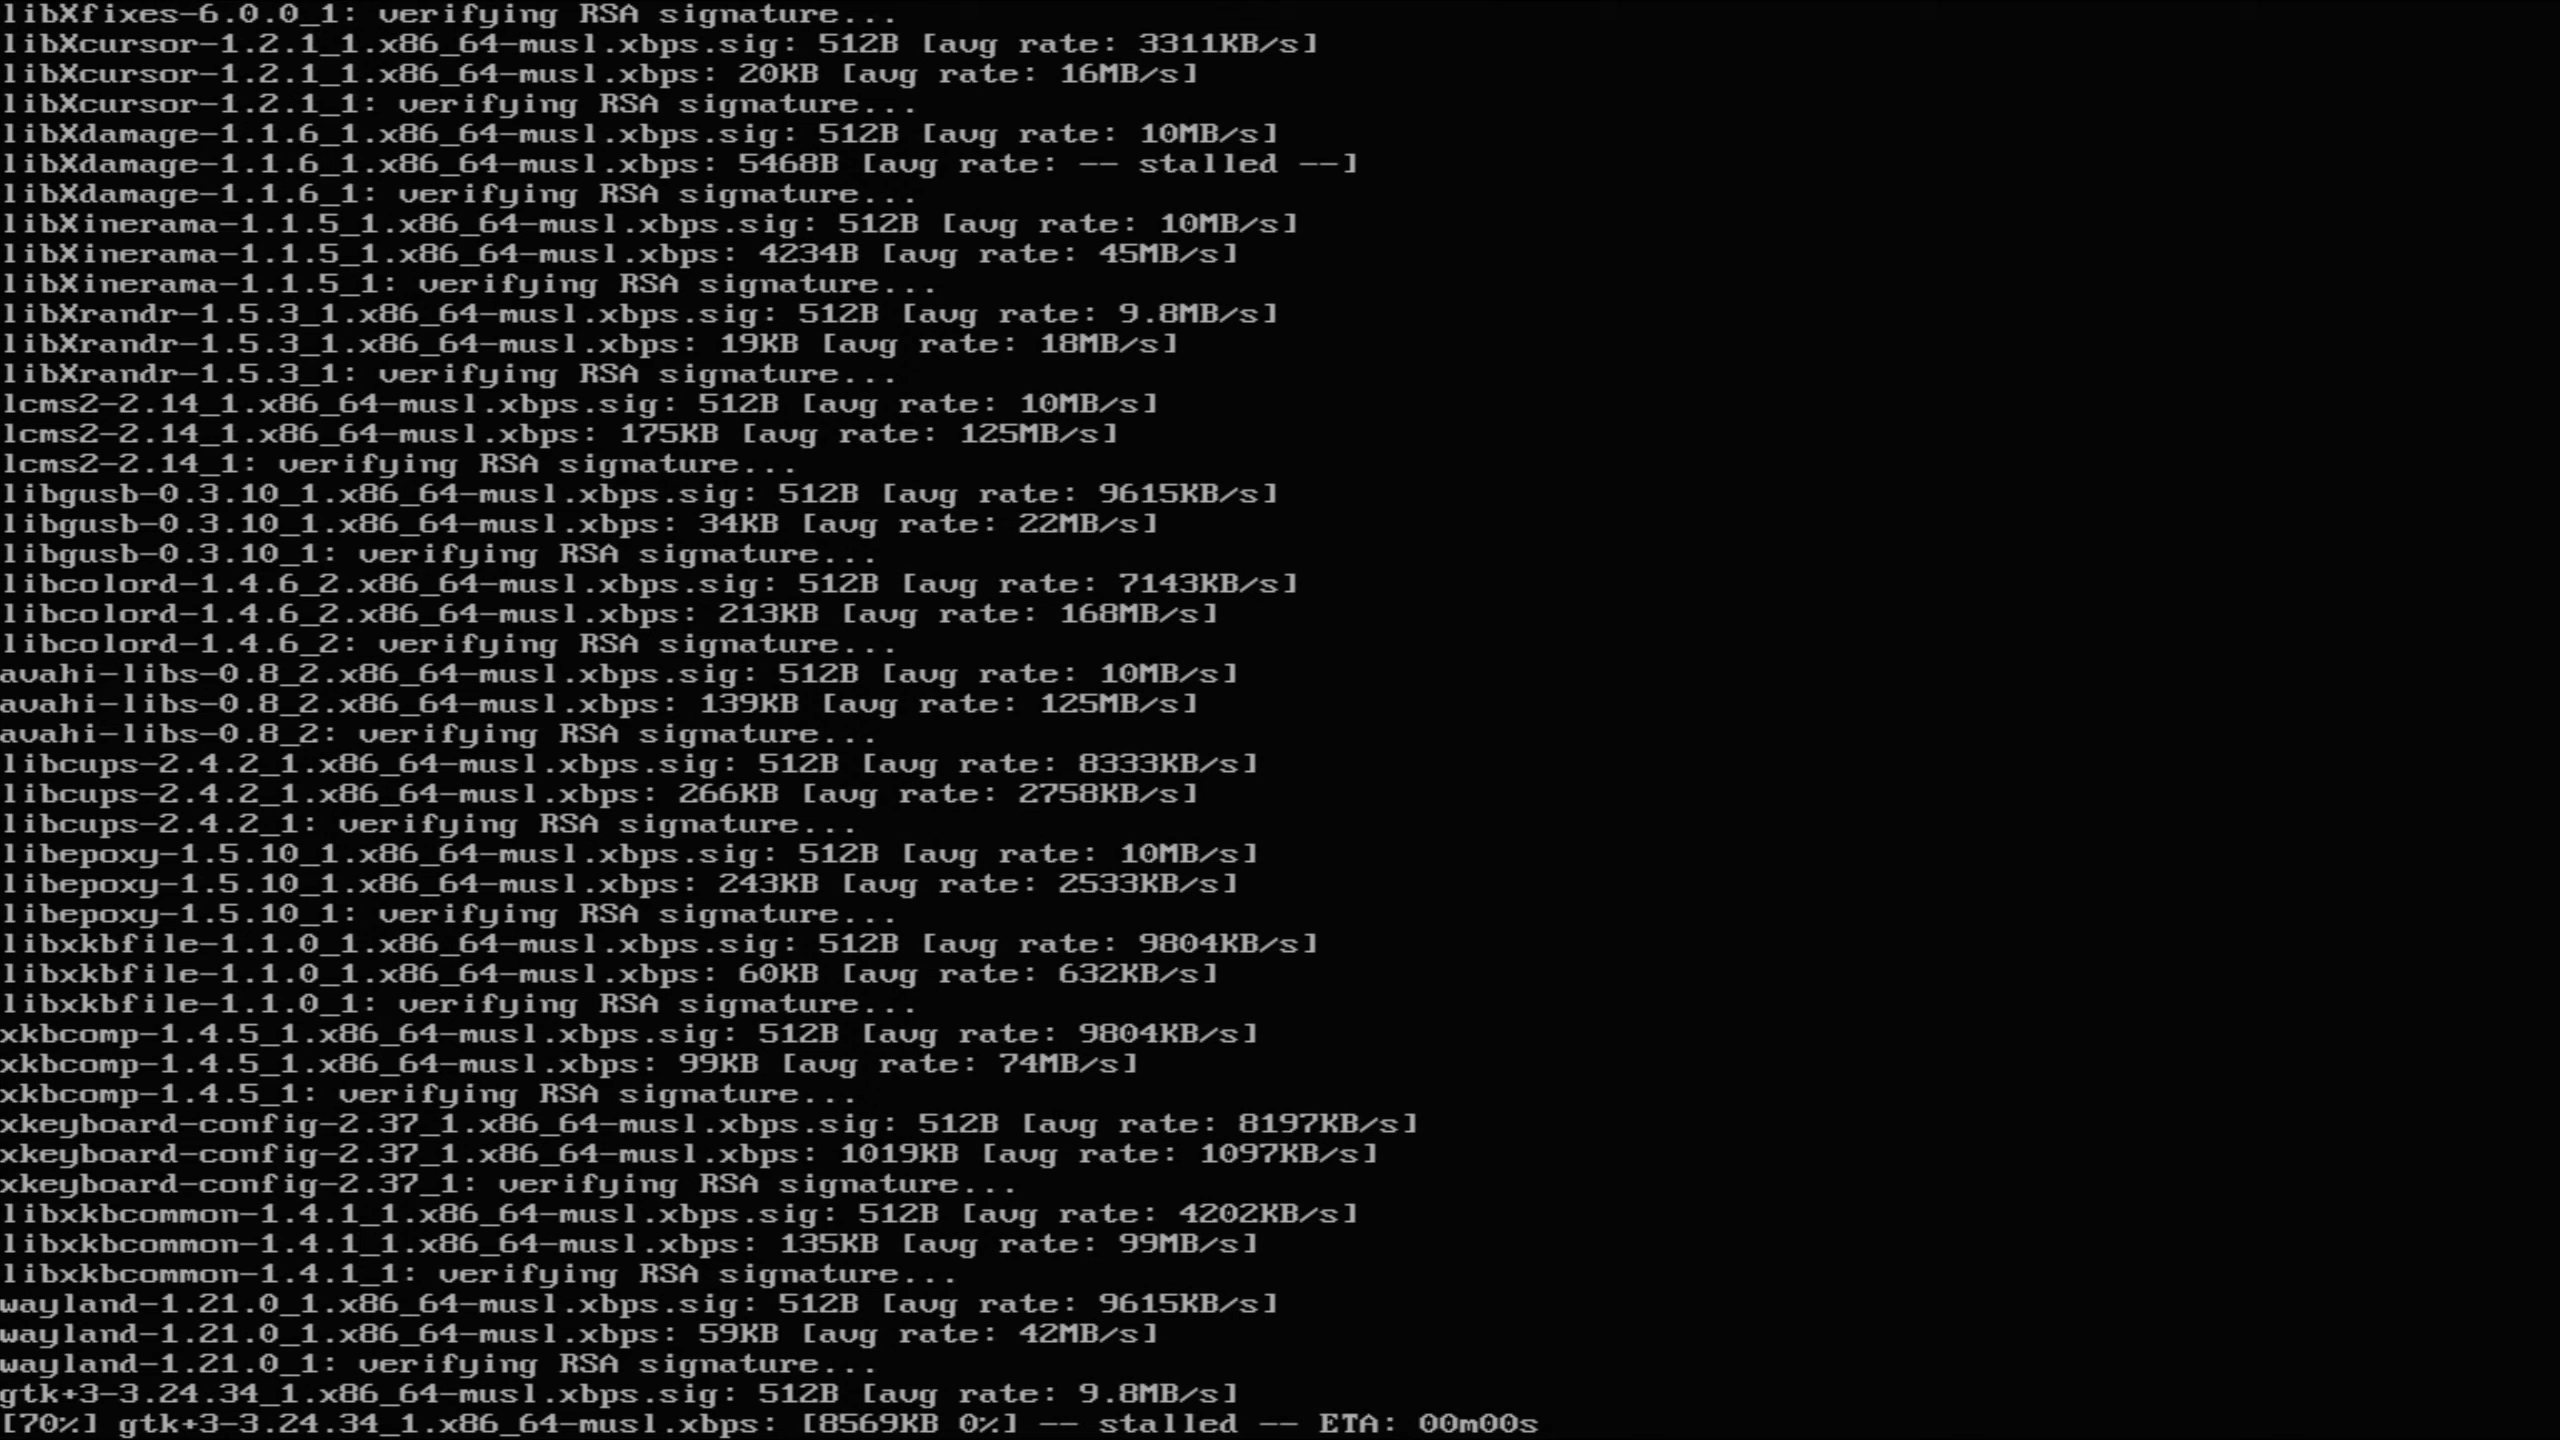 libXfixes-6.0.0_1: verifying RSA signature...
libXcursor-1.2.1_1.x86_64-musl.xbps.sig: 512B [avg rate: 3311KB/s]
libXcursor-1.2.1_1.x86_64-musl.xbps: 20KB [avg rate: 16MB/s]
libXcursor-1.2.1_1: verifying RSA signature...
libXdamage-1.1.6_1.x86_64-musl.xbps.sig: 512B [avg rate: 10MB/s]
libXdamage-1.1.6_1.x86_64-musl.xbps: 5468B [avg rate: -- stalled --]
libXdamage-1.1.6_1: verifying RSA signature...
libXinerama-1.1.5_1.x86_64-musl.xbps.sig: 512B [avg rate: 10MB/s]
libXinerama-1.1.5_1.x86_64-musl.xbps: 4234B [avg rate: 45MB/s]
libXinerama-1.1.5_1: verifying RSA signature...
libXrandr-1.5.3_1.x86_64-musl.xbps.sig: 512B [avg rate: 9.8MB/s]
libXrandr-1.5.3_1.x86_64-musl.xbps: 19KB [avg rate: 18MB/s]
libXrandr-1.5.3_1: verifying RSA signature...
lcms2-2.14_1.x86_64-musl.xbps.sig: 512B [avg rate: 10MB/s]
lcms2-2.14_1.x86_64-musl.xbps: 175KB [avg rate: 125MB/s]
lcms2-2.14_1: verifying RSA signature...
libgusb-0.3.10_1.x86_64-musl.xbps.sig: 512B [avg rate: 9615KB/s]
libgusb-0.3.10_1.x86_64-musl.xbps: 34KB [avg rate: 22MB/s]
libgusb-0.3.10_1: verifying RSA signature...
libcolord-1.4.6_2.x86_64-musl.xbps.sig: 512B [avg rate: 7143KB/s]
libcolord-1.4.6_2.x86_64-musl.xbps: 213KB [avg rate: 168MB/s]
libcolord-1.4.6_2: verifying RSA signature...
avahi-libs-0.8_2.x86_64-musl.xbps.sig: 512B [avg rate: 10MB/s]
avahi-libs-0.8_2.x86_64-musl.xbps: 139KB [avg rate: 125MB/s]
avahi-libs-0.8_2: verifying RSA signature...
libcups-2.4.2_1.x86_64-musl.xbps.sig: 512B [avg rate: 8333KB/s]
libcups-2.4.2_1.x86_64-musl.xbps: 266KB [avg rate: 2758KB/s]
libcups-2.4.2_1: verifying RSA signature...
libepoxy-1.5.10_1.x86_64-musl.xbps.sig: 512B [avg rate: 10MB/s]
libepoxy-1.5.10_1.x86_64-musl.xbps: 243KB [avg rate: 2533KB/s]
libepoxy-1.5.10_1: verifying RSA signature...
libxkbfile-1.1.0_1.x86_64-musl.xbps.sig: 512B [avg rate: 9804KB/s]
libxkbfile-1.1.0_1.x86_64-musl.xbps: 60KB [avg rate: 632KB/s]
libxkbfile-1.1.0_1: verifying RSA signature...
xkbcomp-1.4.5_1.x86_64-musl.xbps.sig: 512B [avg rate: 9804KB/s]
xkbcomp-1.4.5_1.x86_64-musl.xbps: 99KB [avg rate: 74MB/s]
xkbcomp-1.4.5_1: verifying RSA signature...
xkeyboard-config-2.37_1.x86_64-musl.xbps.sig: 512B [avg rate: 8197KB/s]
xkeyboard-config-2.37_1.x86_64-musl.xbps: 1019KB [avg rate: 1097KB/s]
xkeyboard-config-2.37_1: verifying RSA signature...
libxkbcommon-1.4.1_1.x86_64-musl.xbps.sig: 512B [avg rate: 4202KB/s]
libxkbcommon-1.4.1_1.x86_64-musl.xbps: 135KB [avg rate: 99MB/s]
libxkbcommon-1.4.1_1: verifying RSA signature...
wayland-1.21.0_1.x86_64-musl.xbps.sig: 512B [avg rate: 9615KB/s]
wayland-1.21.0_1.x86_64-musl.xbps: 59KB [avg rate: 42MB/s]
wayland-1.21.0_1: verifying RSA signature...
gtk+3-3.24.34_1.x86_64-musl.xbps.sig: 512B [avg rate: 9.8MB/s]
[70%] gtk+3-3.24.34_1.x86_64-musl.xbps: [8569KB 0%] -- stalled -- ETA: 00m00s